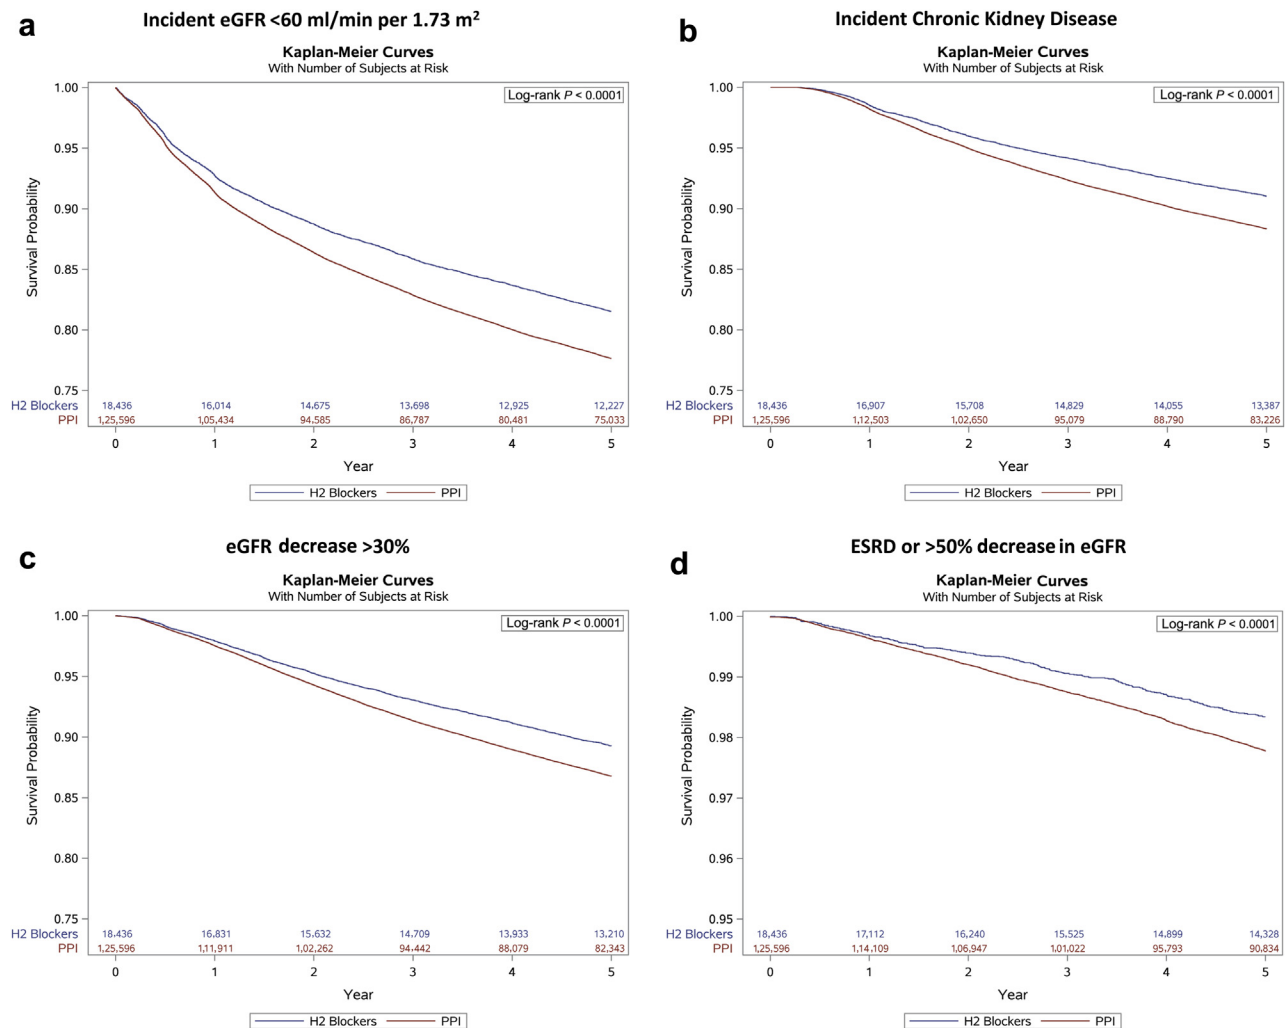 a
Incident eGFR <60 ml/min per 1.73 m²
Kaplan-Meier Curves
With Number of Subjects at Risk
Log-rank P < 0.0001
Survival Probability
1.00
0.95
0.90
0.85
0.80
0.75
H2 Blockers 18,436 16,014 14,675 13,698 12,925 12,227
PPI 1,25,596 1,05,434 94,585 86,787 80,481 75,033
0 1 2 3 4 5
Year
H2 Blockers PPI
b
Incident Chronic Kidney Disease
Kaplan-Meier Curves
With Number of Subjects at Risk
Log-rank P < 0.0001
Survival Probability
1.00
0.95
0.90
0.85
0.80
0.75
H2 Blockers 18,436 16,907 15,708 14,829 14,055 13,387
PPI 1,25,596 1,12,503 1,02,650 95,079 88,790 83,226
0 1 2 3 4 5
Year
H2 Blockers PPI
c
eGFR decrease >30%
Kaplan-Meier Curves
With Number of Subjects at Risk
Log-rank P < 0.0001
Survival Probability
1.00
0.95
0.90
0.85
0.80
0.75
H2 Blockers 18,436 16,831 15,632 14,709 13,933 13,210
PPI 1,25,596 1,11,911 1,02,262 94,442 88,079 82,343
0 1 2 3 4 5
Year
H2 Blockers PPI
d
ESRD or >50% decrease in eGFR
Kaplan-Meier Curves
With Number of Subjects at Risk
Log-rank P < 0.0001
Survival Probability
1.00
0.99
0.98
0.97
0.96
0.95
H2 Blockers 18,436 17,112 16,240 15,525 14,899 14,328
PPI 1,25,596 1,14,109 1,06,947 1,01,022 95,793 90,834
0 1 2 3 4 5
Year
H2 Blockers PPI